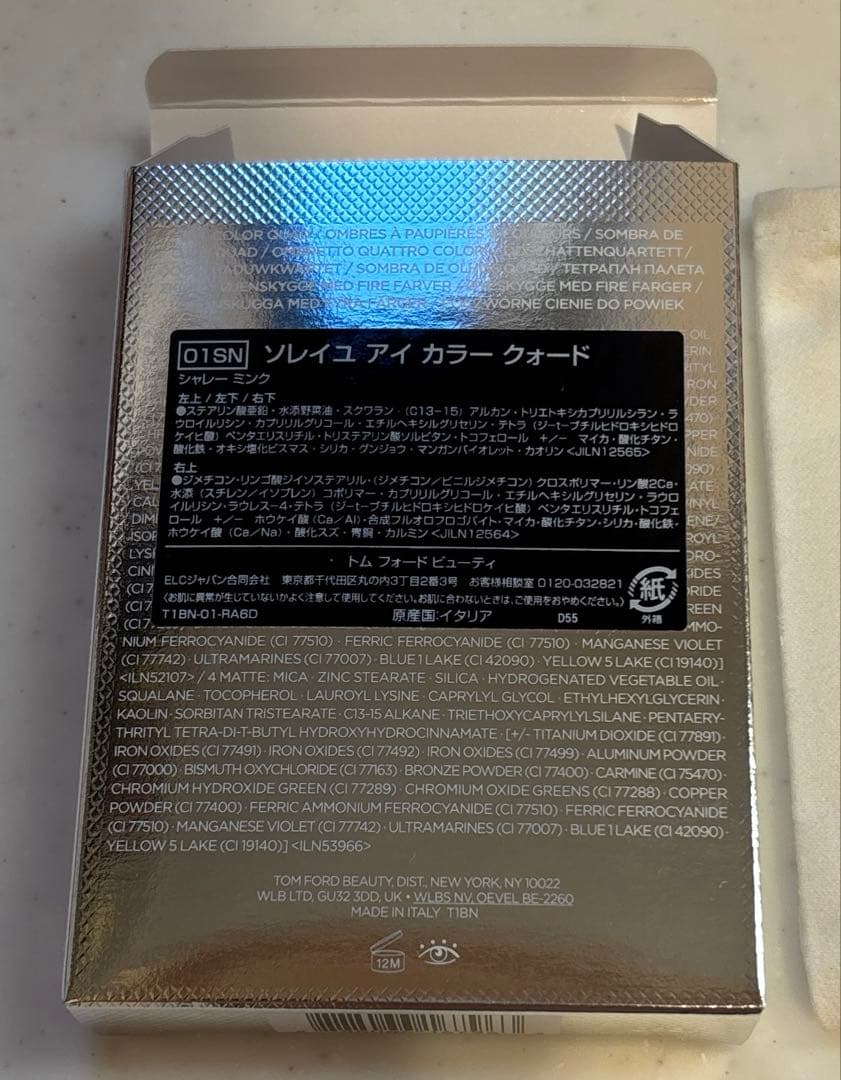 COLOR QUAD / OMBRES À PAUPIÈRES / SOMBRA DE
QUATTRO COLOR
/ SOMBRA DE / ΤΕΤΡΑΠΛΗ ΠΑΛΕΤΑ
ØJENSKYGGE MED FIRE FARVER / ØYESKYGGE MED FIRE FARGER /
ÖGONSKUGGA MED FYRA FÄRGER / POCZWÓRNE CIENIE DO POWIEK
01SN ソレイユ アイ カラー クォード
シャレー ミンク
左上 / 左下 / 右下
●ステアリン酸亜鉛・水添野菜油・スクワラン・(C13-15) アルカン・トリエトキシカプリリルシラン・ラ
ウロイルリシン・カプリリルグリコール・エチルヘキシルグリセリン・テトラ (ジ-t-ブチルヒドロキシヒドロ
ケイヒ酸) ペンタエリスリチル・トリステアリン酸ソルビタン・トコフェロール +/− マイカ・酸化チタン・
酸化鉄・オキシ塩化ビスマス・シリカ・グンジョウ・マンガンバイオレット・カオリン<JILN12565>
右上
●ジメチコン・リンゴ酸ジイソステアリル・(ジメチコン/ビニルジメチコン) クロスポリマー・リン酸2Ca・
水添 (スチレン/イソプレン) コポリマー・カプリリルグリコール・エチルヘキシルグリセリン・ラウロ
イルリシン・ラウレス-4・テトラ (ジ-t-ブチルヒドロキシヒドロケイヒ酸) ペンタエリスリチル・トコフェ
ロール +/− ホウケイ酸 (Ca/Al)・合成フルオロフロゴパイト・マイカ・酸化チタン・シリカ・酸化鉄・
ホウケイ酸 (Ca/Na)・酸化スズ・青銅・カルミン<JILN12564>
トム フォード ビューティ
ELCジャパン合同会社 東京都千代田区丸の内3丁目2番3号 お客様相談室 0120-032821
〈お肌に異常が生じていないかよく注意して使用してください。お肌に合わないときは、ご使用をおやめください。〉
紙
外箱
T1BN-01-RA6D 原産国:イタリア D55
NIUM FERROCYANIDE (CI 77510) · FERRIC FERROCYANIDE (CI 77510) · MANGANESE VIOLET
(CI 77742) · ULTRAMARINES (CI 77007) · BLUE 1 LAKE (CI 42090) · YELLOW 5 LAKE (CI 19140)]
<ILN52107> / 4 MATTE: MICA · ZINC STEARATE · SILICA · HYDROGENATED VEGETABLE OIL ·
SQUALANE · TOCOPHEROL · LAUROYL LYSINE · CAPRYLYL GLYCOL · ETHYLHEXYLGLYCERIN ·
KAOLIN · SORBITAN TRISTEARATE · C13-15 ALKANE · TRIETHOXYCAPRYLYLSILANE · PENTAERY-
THRITYL TETRA-DI-T-BUTYL HYDROXYHYDROCINNAMATE · [+/- TITANIUM DIOXIDE (CI 77891) ·
IRON OXIDES (CI 77491) · IRON OXIDES (CI 77492) · IRON OXIDES (CI 77499) · ALUMINUM POWDER
(CI 77000) · BISMUTH OXYCHLORIDE (CI 77163) · BRONZE POWDER (CI 77400) · CARMINE (CI 75470) ·
CHROMIUM HYDROXIDE GREEN (CI 77289) · CHROMIUM OXIDE GREENS (CI 77288) · COPPER
POWDER (CI 77400) · FERRIC AMMONIUM FERROCYANIDE (CI 77510) · FERRIC FERROCYANIDE
(CI 77510) · MANGANESE VIOLET (CI 77742) · ULTRAMARINES (CI 77007) · BLUE 1 LAKE (CI 42090) ·
YELLOW 5 LAKE (CI 19140)] <ILN53966>
TOM FORD BEAUTY, DIST., NEW YORK, NY 10022
WLB LTD, GU32 3DD, UK • WLBS NV, OEVEL BE-2260
MADE IN ITALY T1BN
12M